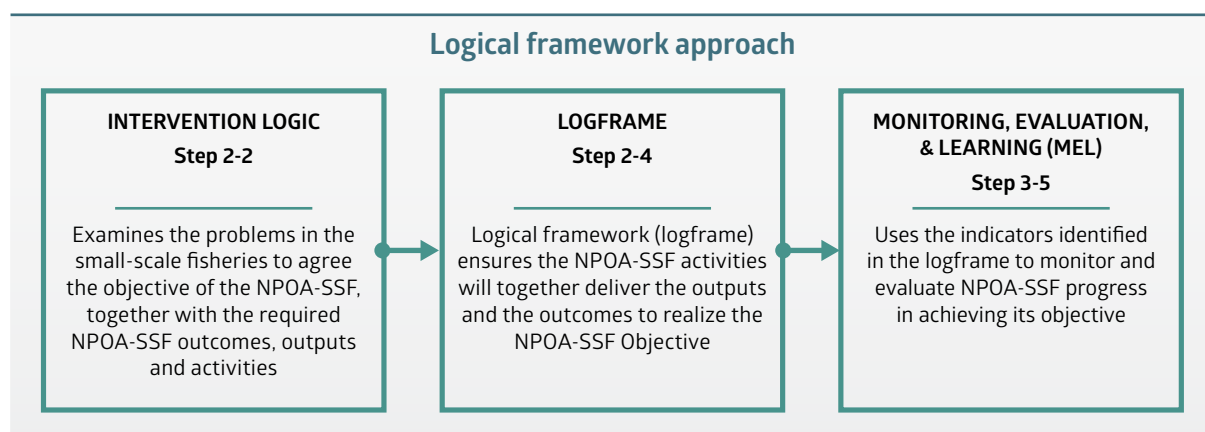 Logical framework approach
INTERVENTION LOGIC
Step 2-2
Examines the problems in the
small-scale fisheries to agree
the objective of the NPOA-SSF,
together with the required
NPOA-SSF outcomes, outputs
and activities
LOGFRAME
Step 2-4
Logical framework (logframe)
ensures the NPOA-SSF activities
will together deliver the outputs
and the outcomes to realize the
NPOA-SSF Objective
MONITORING, EVALUATION,
& LEARNING (MEL)
Step 3-5
Uses the indicators identified
in the logframe to monitor and
evaluate NPOA-SSF progress
in achieving its objective